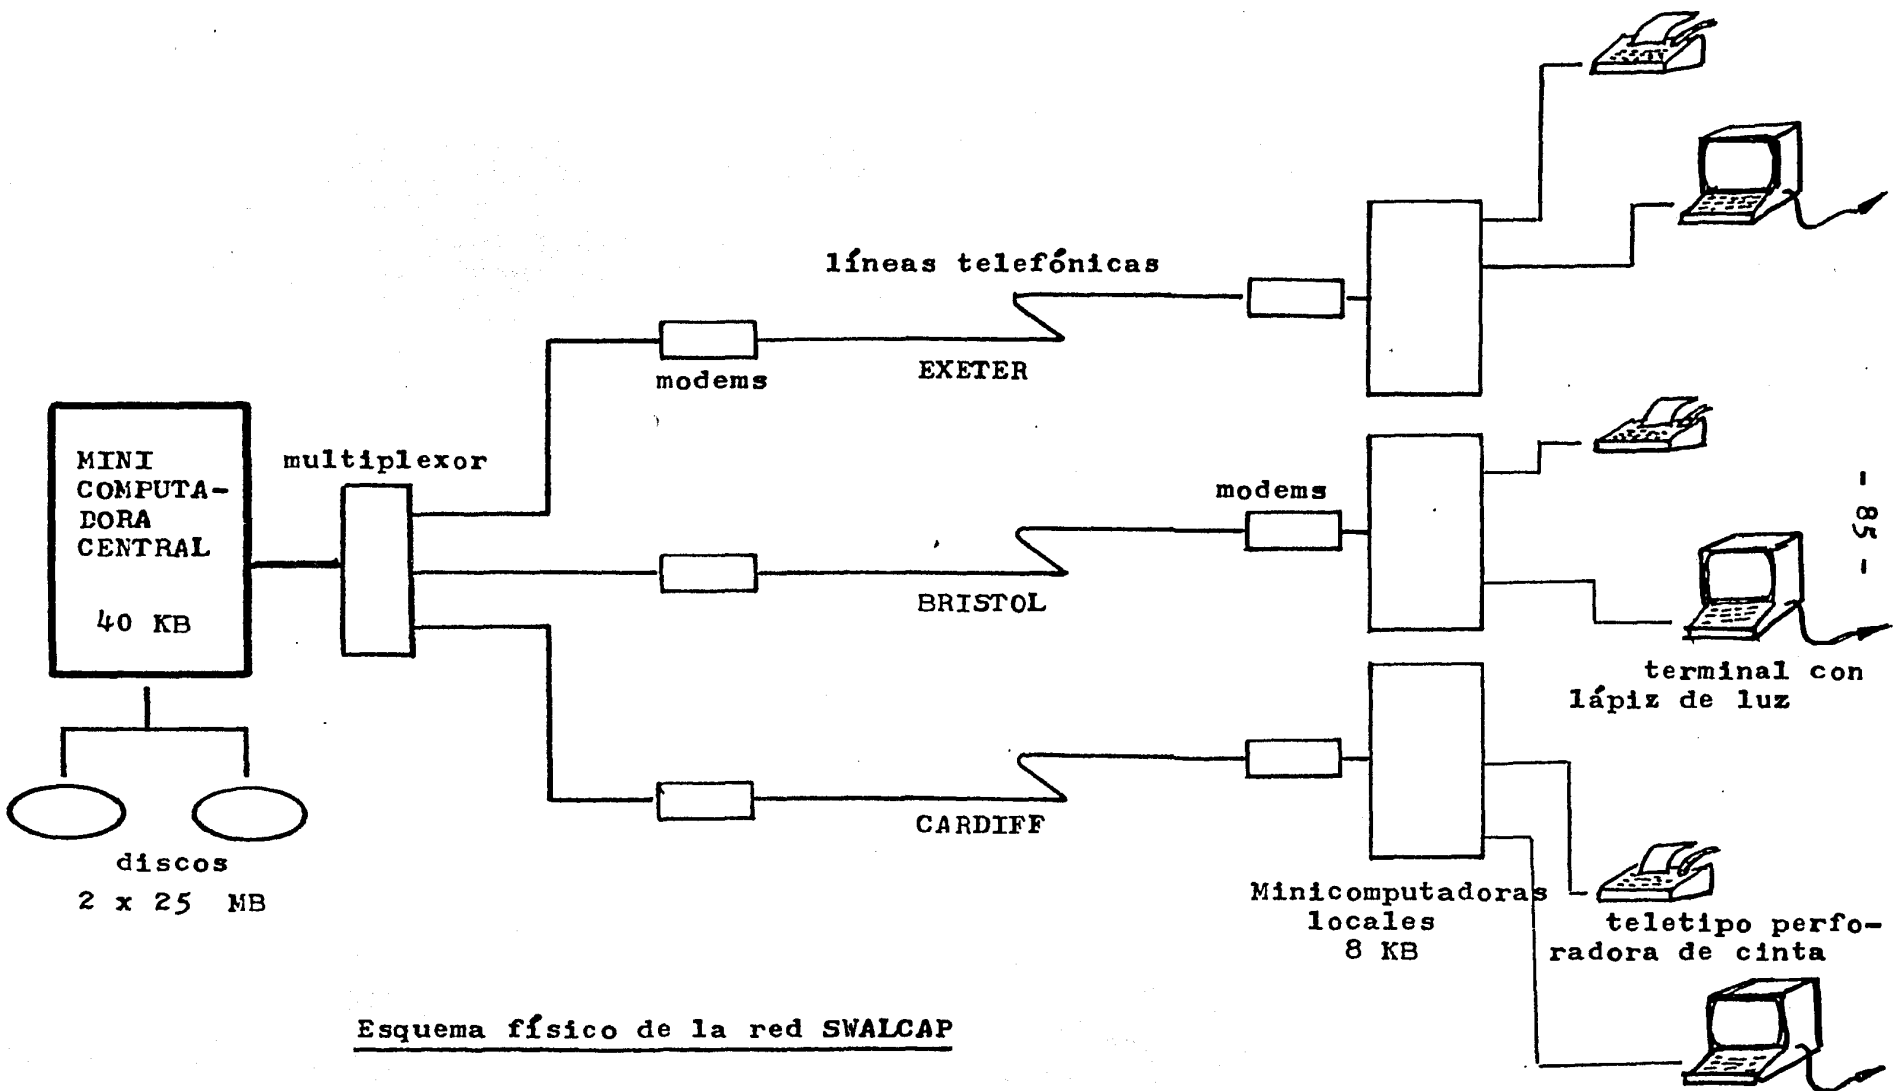 líneas telefónicas
modems
EXETER
MINI
COMPUTA-
DORA
CENTRAL
40 KB
multiplexor
modems
BRISTOL
- 85 -
terminal con
lápiz de luz
CARDIFF
discos
2 x 25 MB
Minicomputadoras
locales
8 KB
teletipo perfo-
radora de cinta
Esquema físico de la red SWALCAP